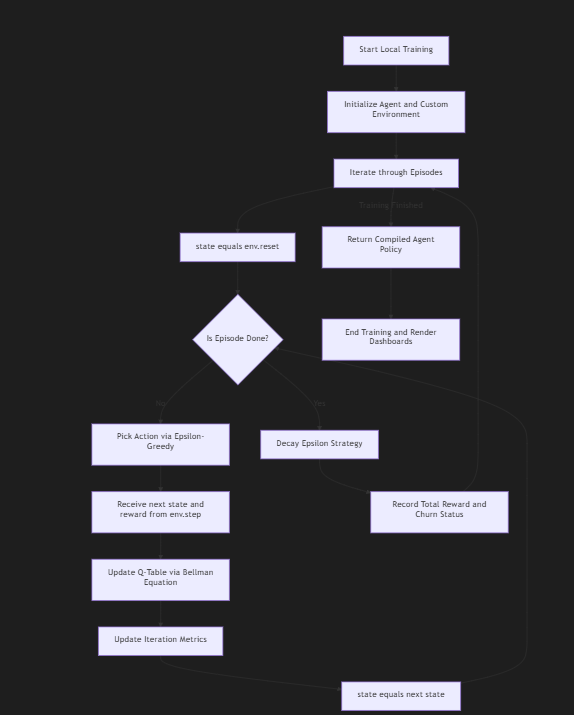 Start Local Training
Initialize Agent and Custom
Environment
Iterate through Episodes
Training Finished
state equals env.reset
Return Compiled Agent
Policy
Is Episode Done?
End Training and Render
Dashboards
No
Yes
Pick Action via Epsilon-
Greedy
Decay Epsilon Strategy
Receive next state and
reward from env.step
Record Total Reward and
Churn Status
Update Q-Table via Bellman
Equation
Update Iteration Metrics
state equals next state